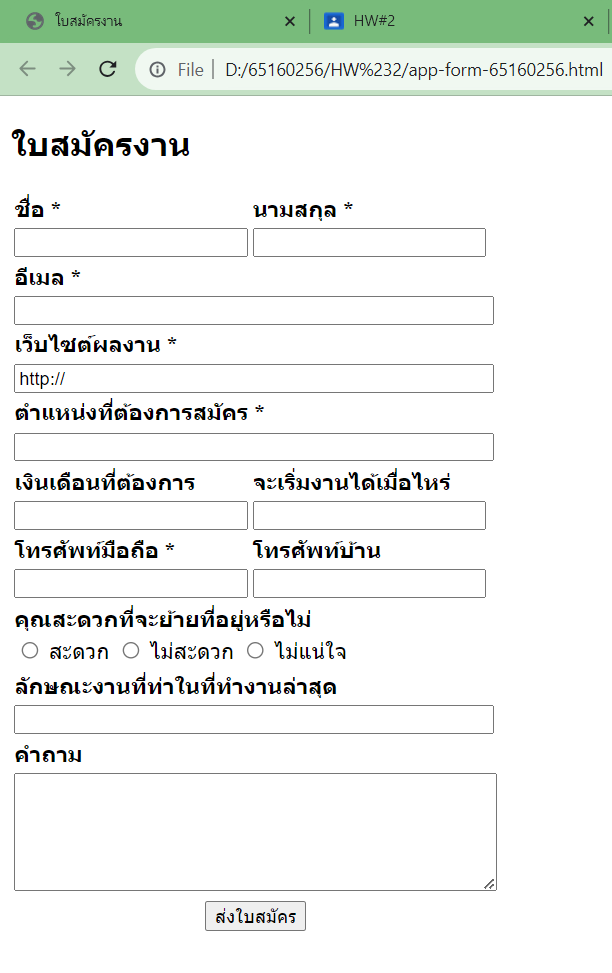 ใบสมัครงาน
HW#2
File D:/65160256/HW%232/app-form-65160256.html
ใบสมัครงาน
ชื่อ * นามสกุล *
อีเมล *
เว็บไซต์ผลงาน *
http://
ตำแหน่งที่ต้องการสมัคร *
เงินเดือนที่ต้องการ จะเริ่มงานได้เมื่อไหร่
โทรศัพท์มือถือ * โทรศัพท์บ้าน
คุณสะดวกที่จะย้ายที่อยู่หรือไม่
สะดวก ไม่สะดวก ไม่แน่ใจ
ลักษณะงานที่ท่าในที่ทำงานล่าสุด
คำถาม
ส่งใบสมัคร